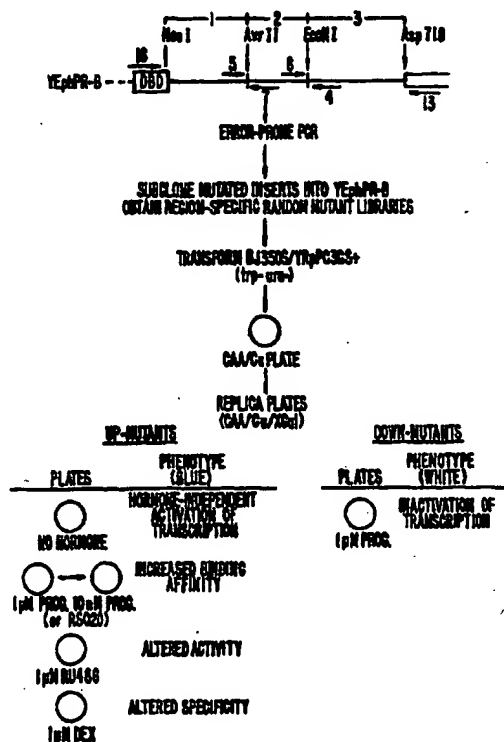 1 2 3
16 Nco I Avr II EcoN I Asp 718
YEphPR-B DBD 5 6
4 13
ERROR-PRONE PCR
SUBCLONE MUTATED INSERTS INTO YEphPR-B
OBTAIN REGION-SPECIFIC RANDOM MUTANT LIBRARIES
TRANSFORM BJ3505/YRpPC3GS+
(trp- ura-)
CAA/Cu PLATE
REPLICA PLATES
(CAA/Cu/XGal)
UP-MUTANTS DOWN-MUTANTS
PLATES PHENOTYPE (BLUE) PLATES PHENOTYPE (WHITE)
NO HORMONE HORMONE-INDEPENDENT ACTIVATION OF TRANSCRIPTION
1µM PROG. INACTIVATION OF TRANSCRIPTION
1µM PROG. 10nM PROG. INCREASED BINDING AFFINITY
(or R5020)
1µM RU486 ALTERED ACTIVITY
1µM DEX ALTERED SPECIFICITY